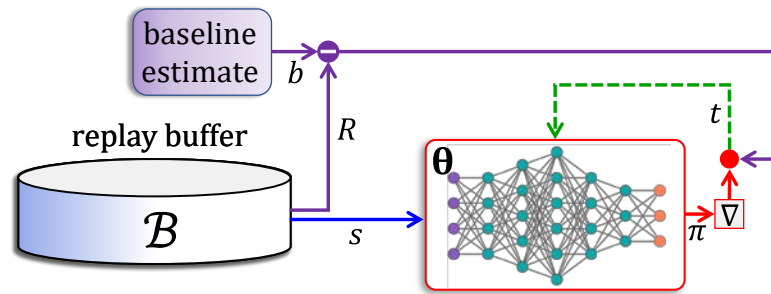 baseline
estimate
b
R
t
replay buffer
θ
ℬ
s
π
∇